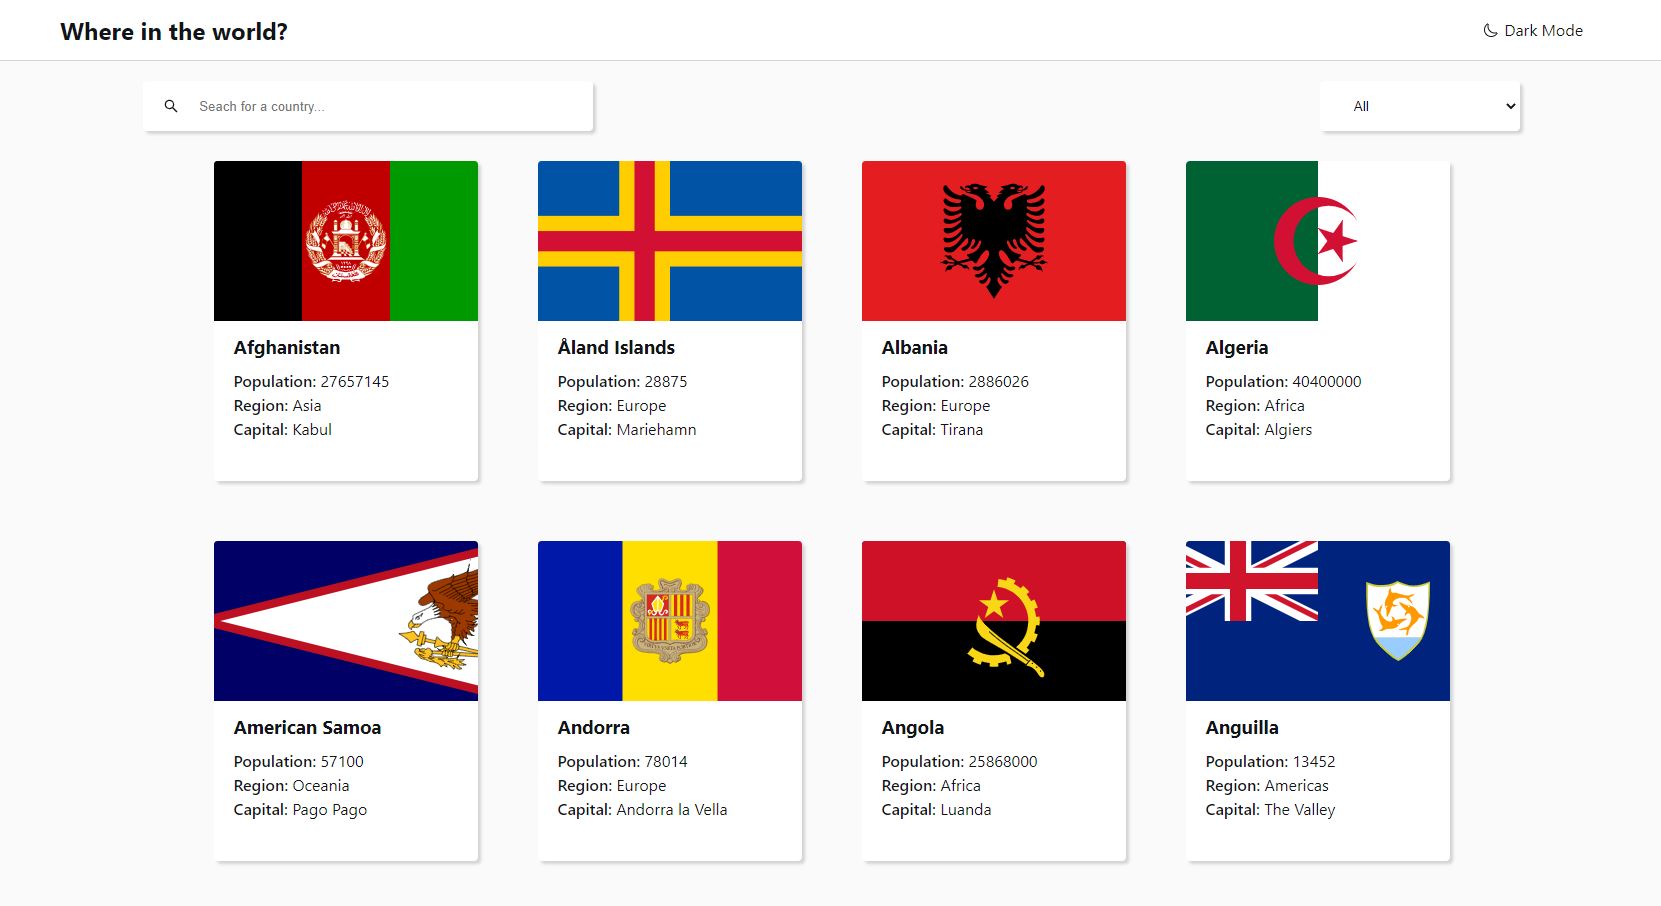 Where in the world?
Dark Mode
Seach for a country...
All
Afghanistan
Population: 27657145
Region: Asia
Capital: Kabul
Åland Islands
Population: 28875
Region: Europe
Capital: Mariehamn
Albania
Population: 2886026
Region: Europe
Capital: Tirana
Algeria
Population: 40400000
Region: Africa
Capital: Algiers
American Samoa
Population: 57100
Region: Oceania
Capital: Pago Pago
Andorra
Population: 78014
Region: Europe
Capital: Andorra la Vella
Angola
Population: 25868000
Region: Africa
Capital: Luanda
Anguilla
Population: 13452
Region: Americas
Capital: The Valley